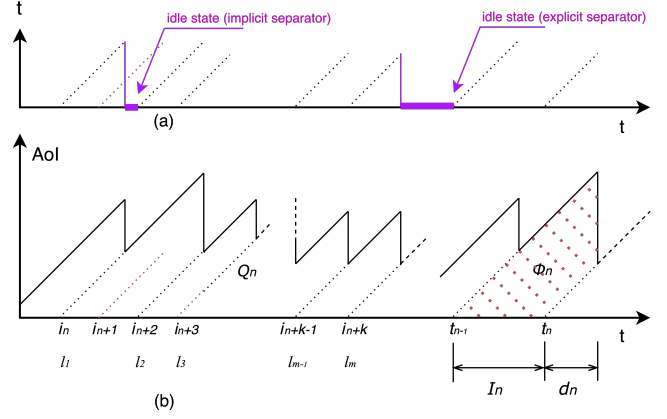 t
idle state (implicit separator)
idle state (explicit separator)
(a)
t
AoI
Qn
Φn
in in+1 in+2 in+3 in+k-1 in+k tn-1 tn
t
l1 l2 l3 lm-1 lm
In dn
(b)